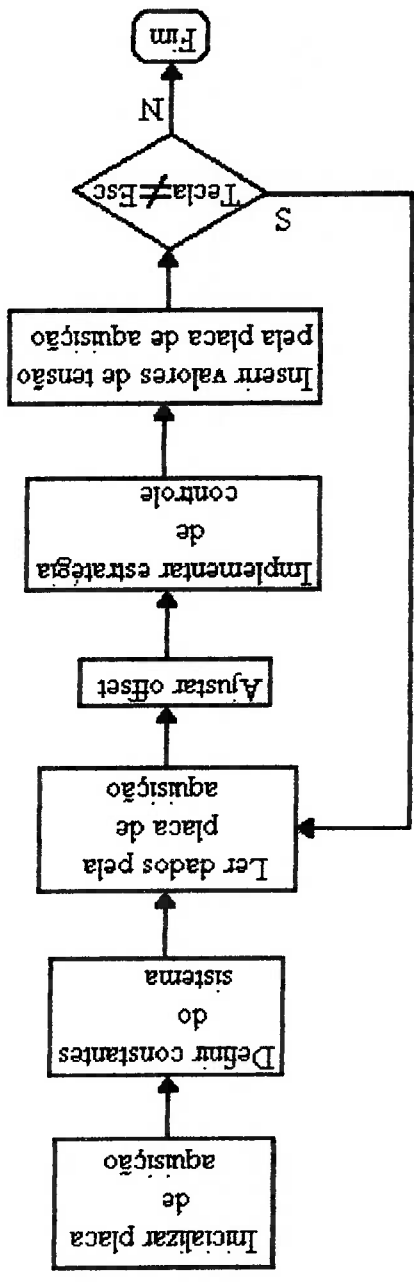 Inicializar placa
de
aquisição
Definir constantes
do
sistema
Ler dados pela
placa de
aquisição
Ajustar offset
Implementar estratégia
de
controle
Inserir valores de tensão
pela placa de aquisição
Tecla≠Esc
S
N
Fim